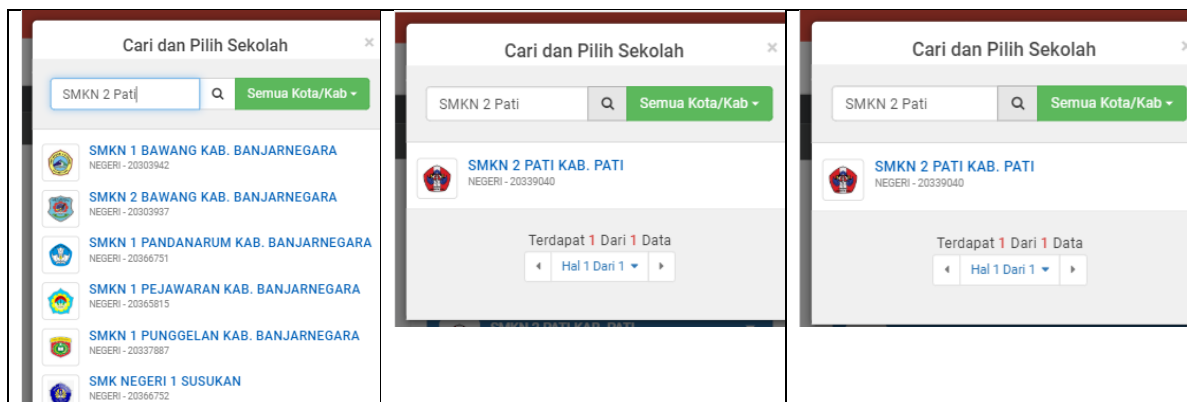 Cari dan Pilih Sekolah ×
SMKN 2 Pati
Semua Kota/Kab
SMKN 1 BAWANG KAB. BANJARNEGARA
NEGERI - 20303942
SMKN 2 BAWANG KAB. BANJARNEGARA
NEGERI - 20303937
SMKN 1 PANDANARUM KAB. BANJARNEGARA
NEGERI - 20366751
SMKN 1 PEJAWARAN KAB. BANJARNEGARA
NEGERI - 20365815
SMKN 1 PUNGGELAN KAB. BANJARNEGARA
NEGERI - 20337887
SMK NEGERI 1 SUSUKAN
NEGERI - 20366752
Cari dan Pilih Sekolah ×
SMKN 2 Pati
Semua Kota/Kab
SMKN 2 PATI KAB. PATI
NEGERI - 20339040
Terdapat 1 Dari 1 Data
Hal 1 Dari 1
SMKN 2 PATI KAB. PATI
Cari dan Pilih Sekolah ×
SMKN 2 Pati
Semua Kota/Kab
SMKN 2 PATI KAB. PATI
NEGERI - 20339040
Terdapat 1 Dari 1 Data
Hal 1 Dari 1